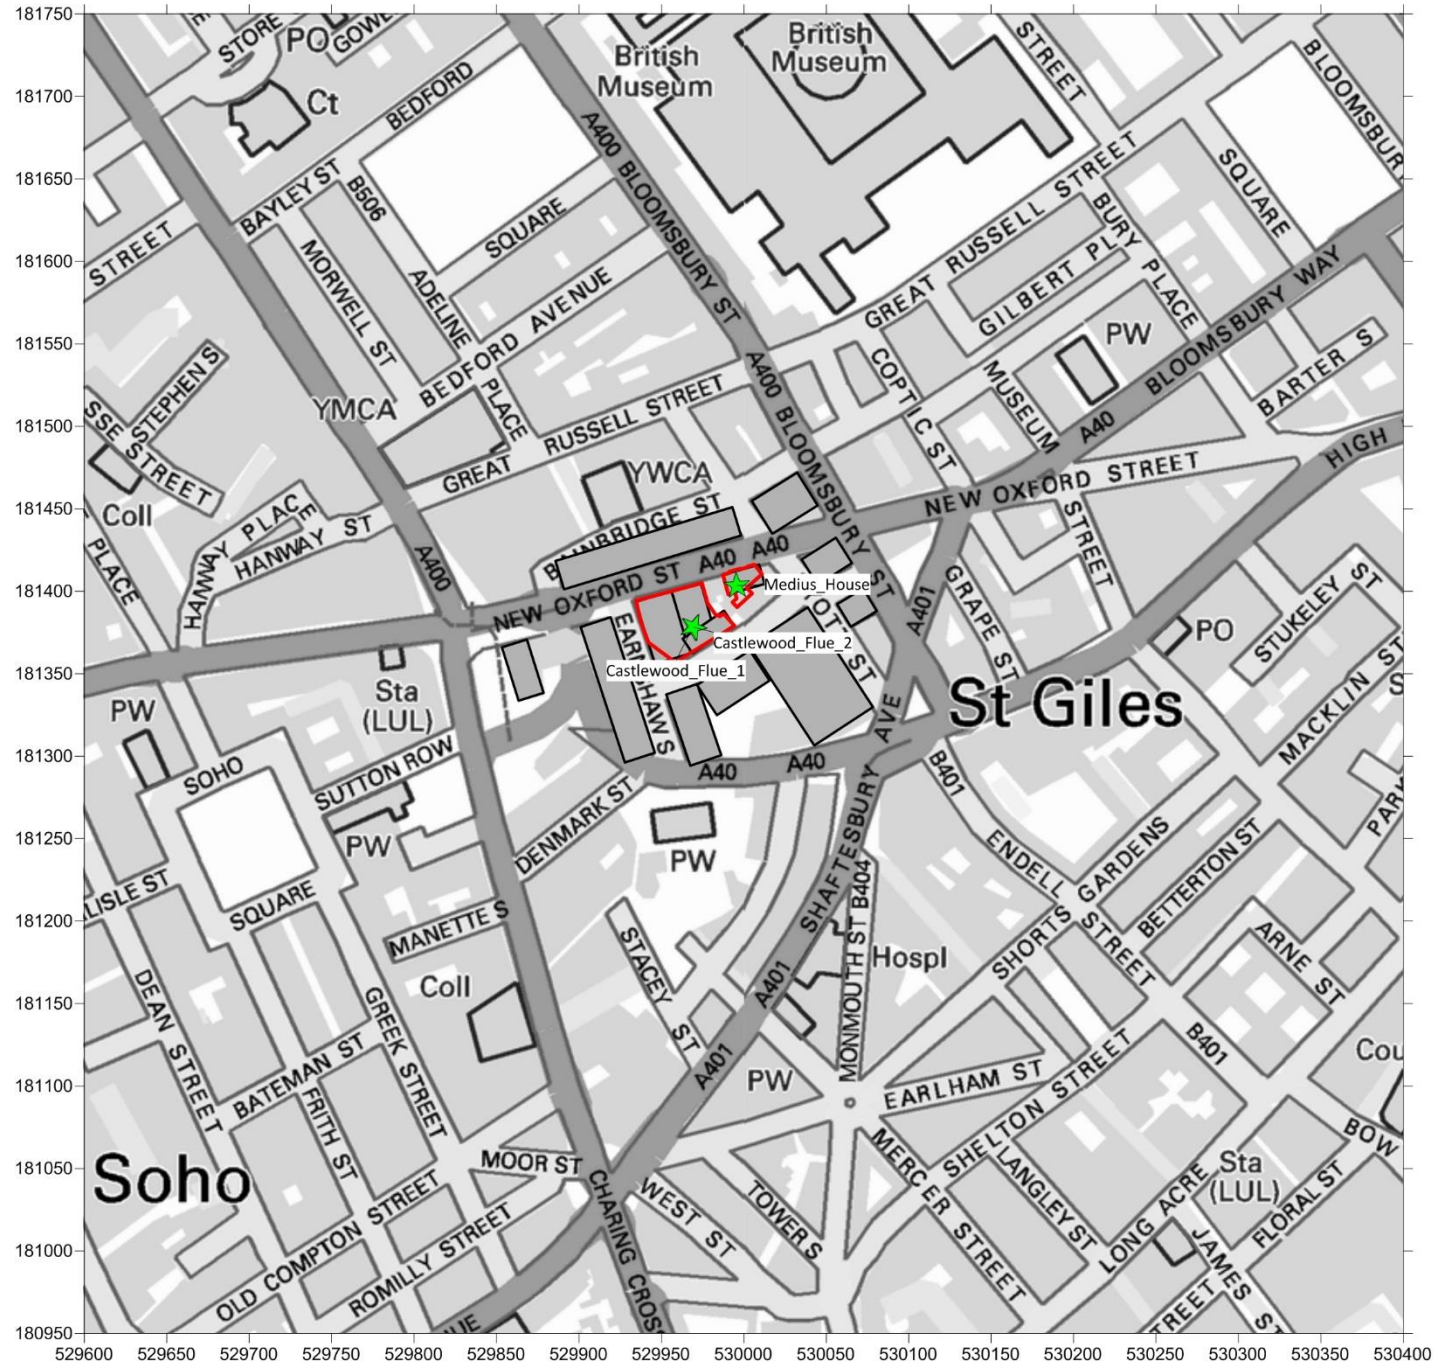 181750
181700
181650
181600
181550
181500
181450
181400
181350
181300
181250
181200
181150
181100
181050
181000
180950
529600
529650
529700
529750
529800
529850
529900
529950
530000
530050
530100
530150
530200
530250
530300
530350
530400
STORE
PO
GOWE
Ct
BEDFORD
British
Museum
British
Museum
STREET
BLOOMSBURY
A400 BLOOMSBURY ST
BAYLEY ST
B506
STREET
MORWELL ST
ADELINE
PLACE
SQUARE
BEDFORD AVENUE
GREAT RUSSELL STREET
BURY PLACE
GILBERT PL
SQUARE
BLOOMSBURY WAY
PW
STEPHEN S
SSE STREET
YMCA
GREAT RUSSELL STREET
A400 BLOOMSBURY ST
COPTIC ST
MUSEUM
STREET
A40
BARTER S
HIGH
Coll
HANWAY PLACE
HANWAY ST
PLACE
A400
YWCA
BAINBRIDGE ST
NEW OXFORD ST
A40
A40
NEW OXFORD STREET
Medius_House
Castlewood_Flue_2
Castlewood_Flue_1
EARNSHAW S
OTT ST
A401
GRAPE ST
PO
STUKELEY ST
MACKLIN ST
S
PW
Sta
(LUL)
St Giles
SOHO
SUTTON ROW
A40
A40
AVE
B401
PARK
PW
DENMARK ST
PW
SHAFTESBURY
ENDELL
STREET
SHORTS GARDENS
BETTERTON ST
LISLE ST
SQUARE
MANETTE S
STACEY ST
MONMOUTH ST B404
Hospl
ARNE ST
DEAN STREET
Coll
GREEK STREET
A401
BATEMAN ST
FRITH ST
A401
PW
EARLHAM ST
SHELTON STREET
B401
Cou
BOW
Soho
MOOR ST
CHARING CROS
WEST ST
TOWER S
MERCER STREET
LANGLEY ST
LONG ACRE
Sta
(LUL)
FLORAL ST
JAMES ST
OLD COMPTON STREET
ROMILLY STREET
NUE
TREET